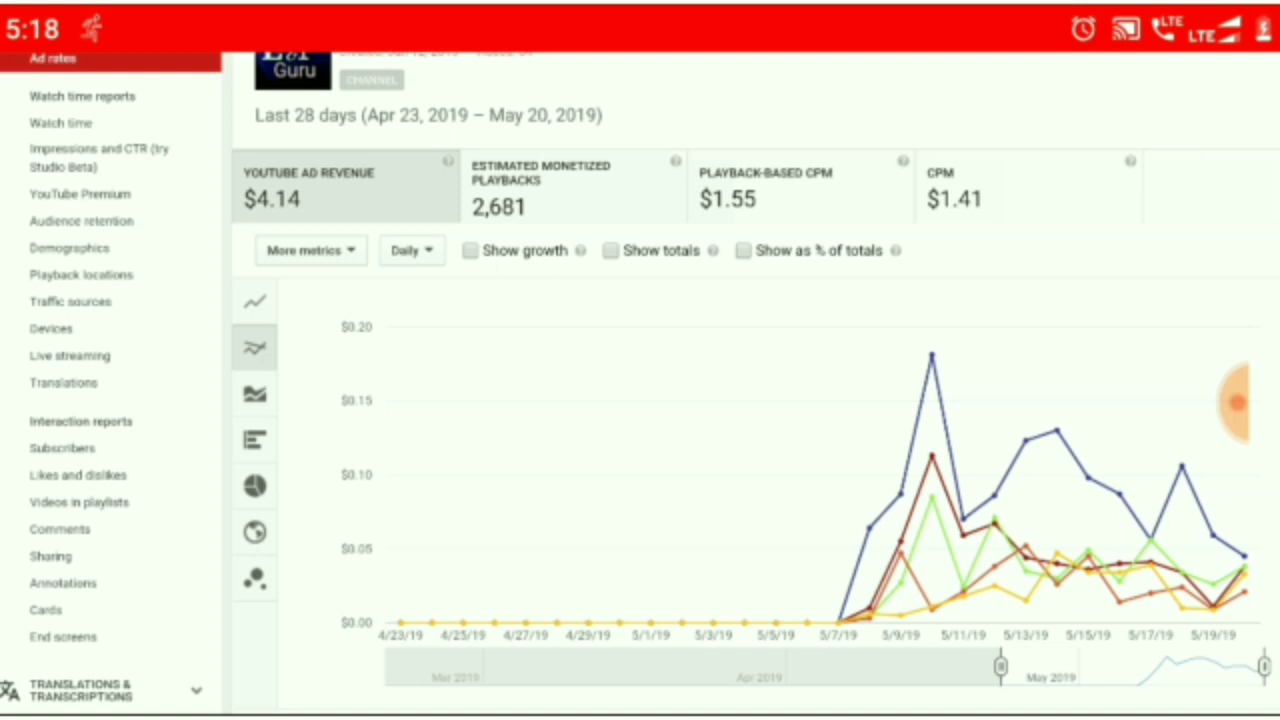 5:18
LTE
LTE
Ad rates
Watch time reports
Watch time
Impressions and CTR (try
Studio Beta)
YouTube Premium
Audience retention
Demographics
Playback locations
Traffic sources
Devices
Live streaming
Translations
Interaction reports
Subscribers
Likes and dislikes
Videos in playlists
Comments
Sharing
Annotations
Cards
End screens
TRANSLATIONS &
TRANSCRIPTIONS
Guru
CHANNEL
Last 28 days (Apr 23, 2019 – May 20, 2019)
YOUTUBE AD REVENUE
$4.14
ESTIMATED MONETIZED
PLAYBACKS
2,681
PLAYBACK-BASED CPM
$1.55
CPM
$1.41
More metrics
Daily
Show growth
Show totals
Show as % of totals
$0.20
$0.15
$0.10
$0.05
$0.00
4/23/19 4/25/19 4/27/19 4/29/19 5/1/19 5/3/19 5/5/19 5/7/19 5/9/19 5/11/19 5/13/19 5/15/19 5/17/19 5/19/19
Mar 2019 Apr 2019 May 2019